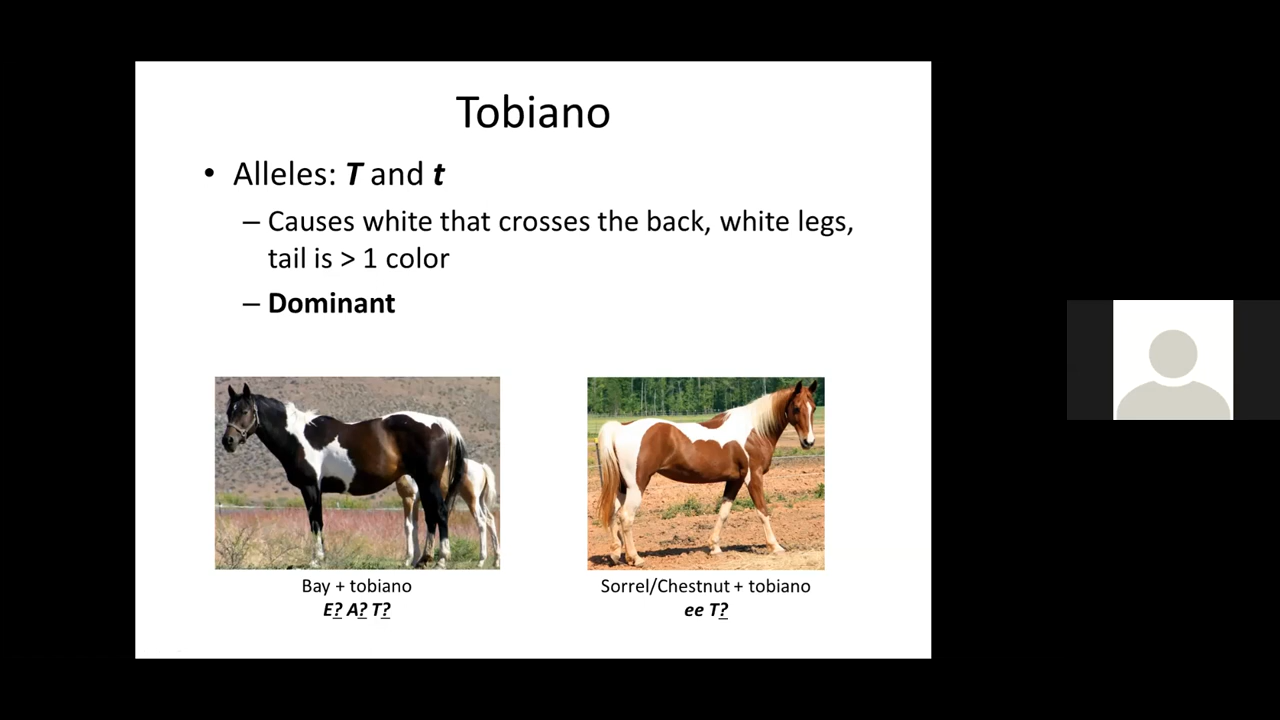 Tobiano
• Alleles: T and t
– Causes white that crosses the back, white legs,
tail is > 1 color
– Dominant
Bay + tobiano
E? A? T?
Sorrel/Chestnut + tobiano
ee T?